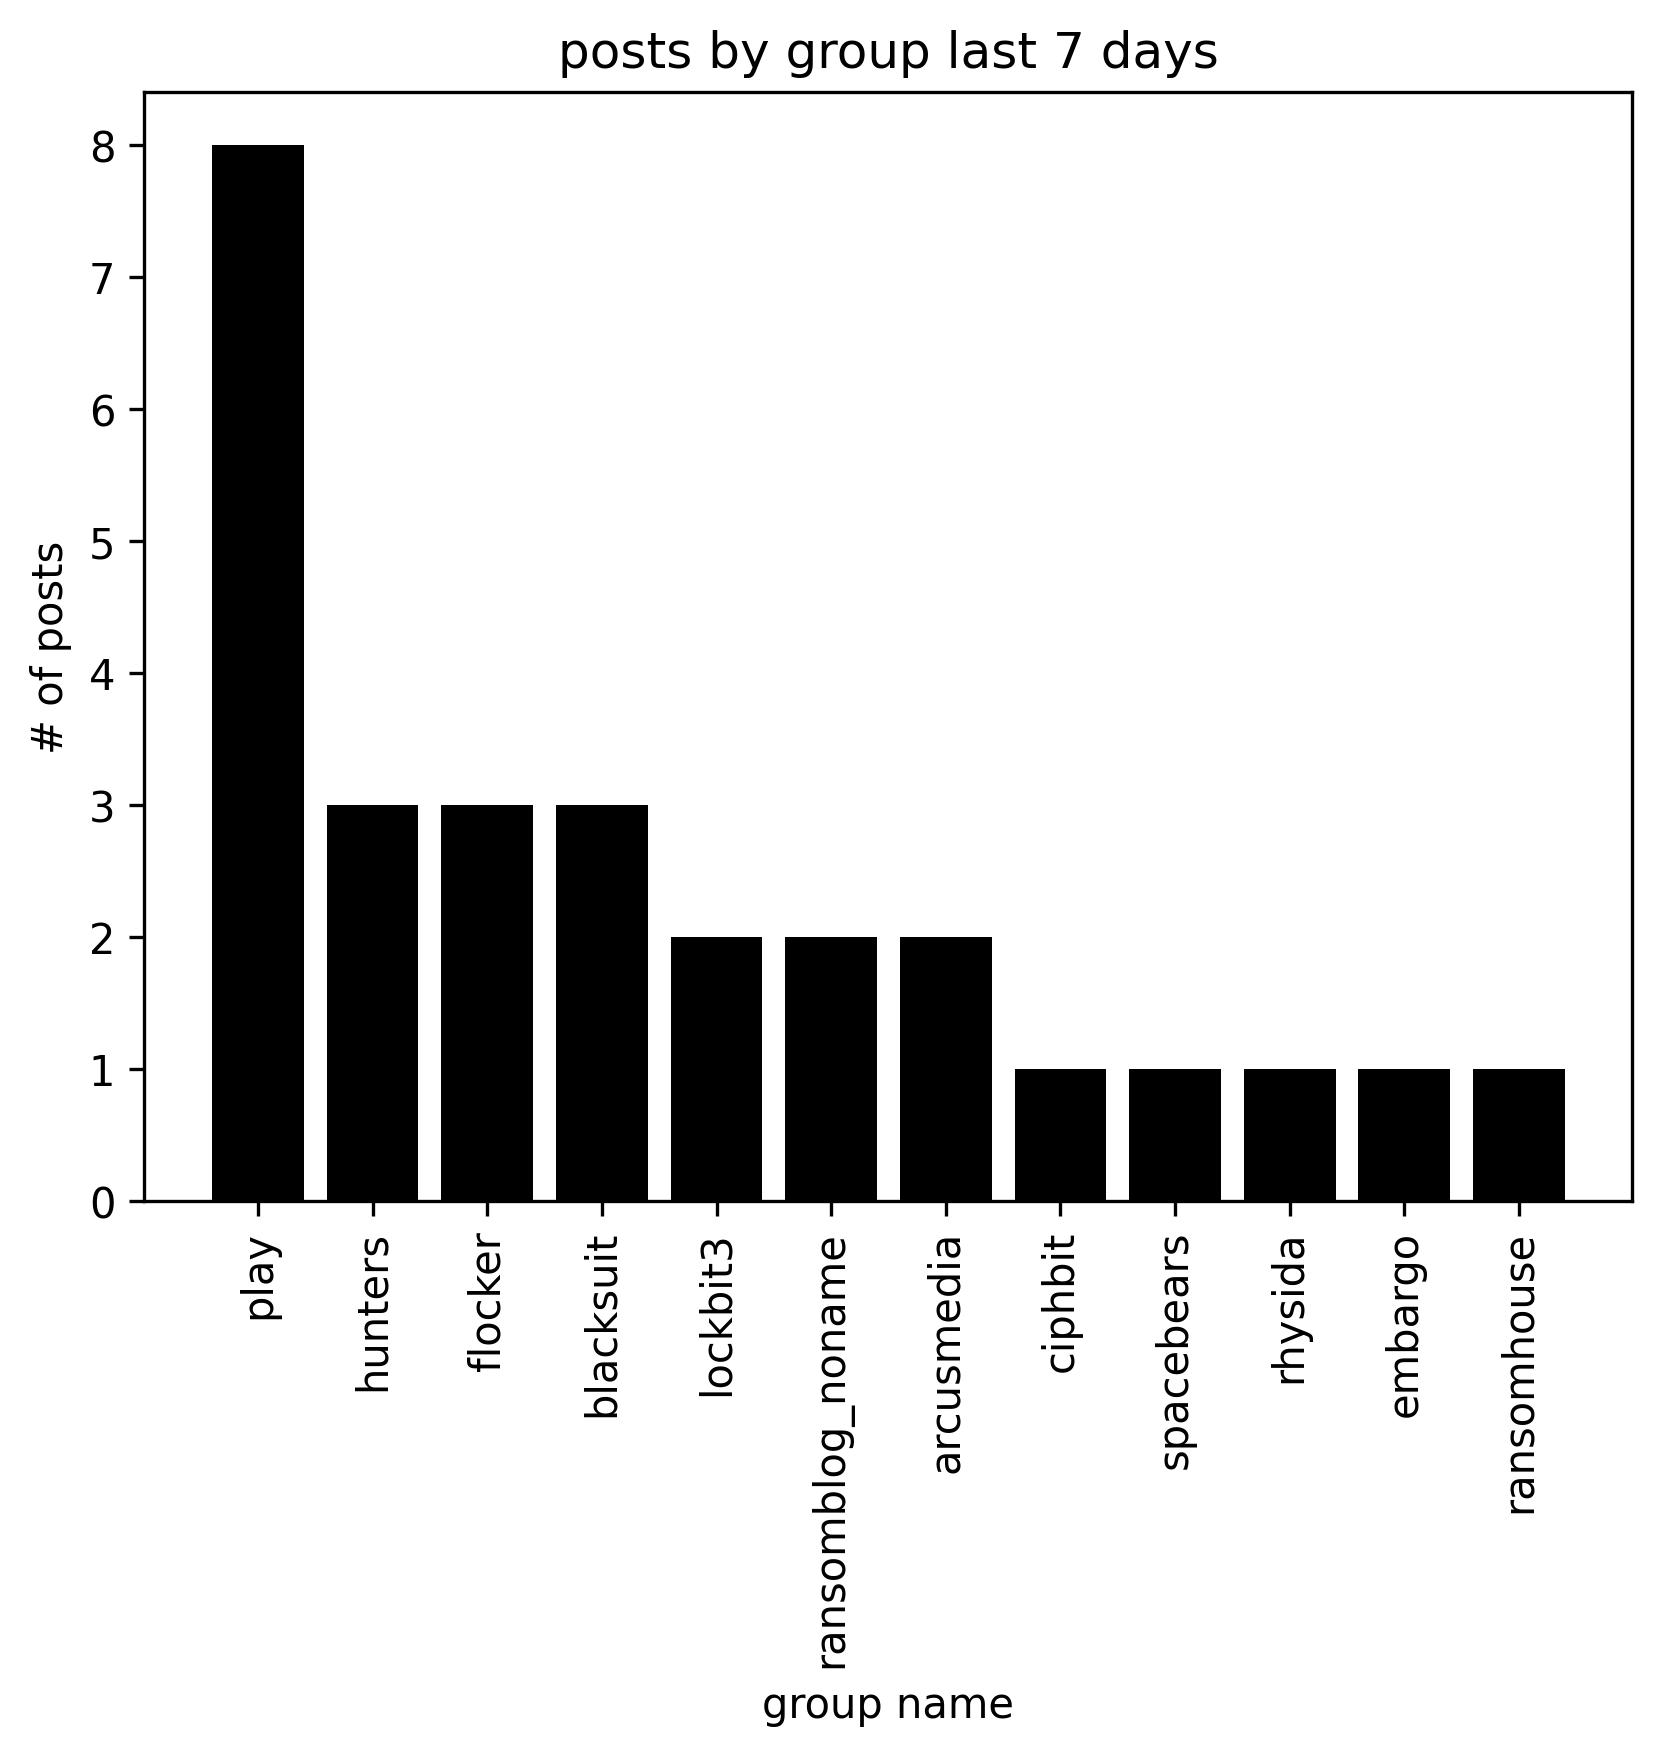 posts by group last 7 days
# of posts
8
7
6
5
4
3
2
1
0
play
hunters
flocker
blacksuit
lockbit3
ransomblog_noname
arcusmedia
ciphbit
spacebears
rhysida
embargo
ransomhouse
group name